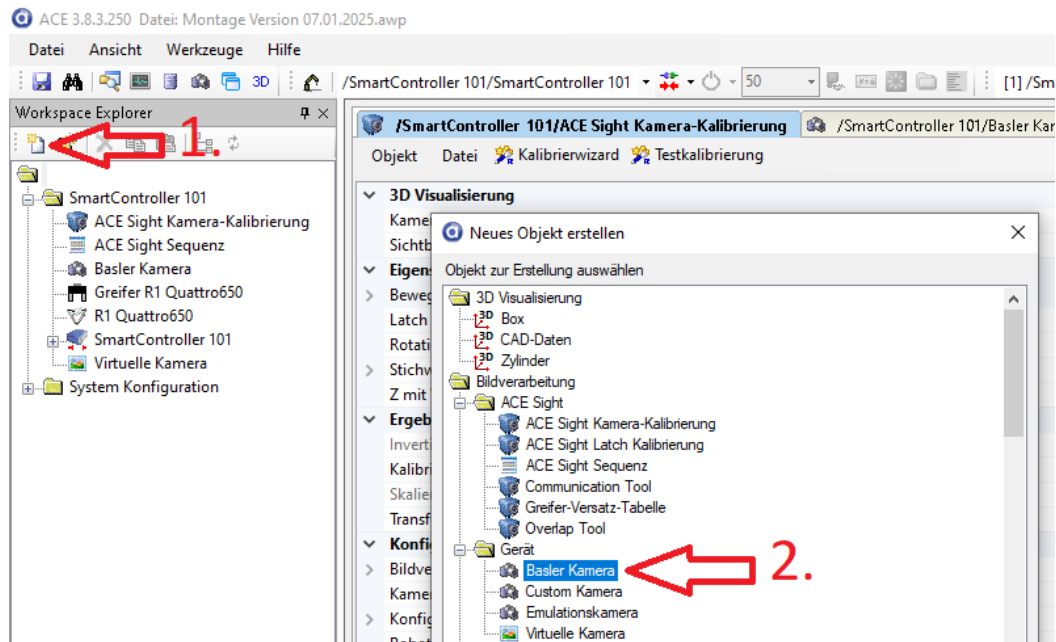 ACE 3.8.3.250 Datei: Montage Version 07.01.2025.awp
Datei Ansicht Werkzeuge Hilfe
3D /SmartController 101/SmartController 101 50 [1] /Sm
Workspace Explorer
1.
SmartController 101
ACE Sight Kamera-Kalibrierung
ACE Sight Sequenz
Basler Kamera
Greifer R1 Quattro650
R1 Quattro650
SmartController 101
Virtuelle Kamera
System Konfiguration
/SmartController 101/ACE Sight Kamera-Kalibrierung /SmartController 101/Basler Kar
Objekt Datei Kalibrierwizard Testkalibrierung
3D Visualisierung
Kame
Sichtb
Eigens
Beweg
Latch
Rotati
Stichw
Z mit
Ergeb
Inverti
Kalibri
Skalie
Transf
Konfi
Bildve
Kame
Konfig
Neues Objekt erstellen
Objekt zur Erstellung auswählen
3D Visualisierung
3D Box
3D CAD-Daten
3D Zylinder
Bildverarbeitung
ACE Sight
ACE Sight Kamera-Kalibrierung
ACE Sight Latch Kalibrierung
ACE Sight Sequenz
Communication Tool
Greifer-Versatz-Tabelle
Overlap Tool
Gerät
Basler Kamera
2.
Custom Kamera
Emulationskamera
Virtuelle Kamera